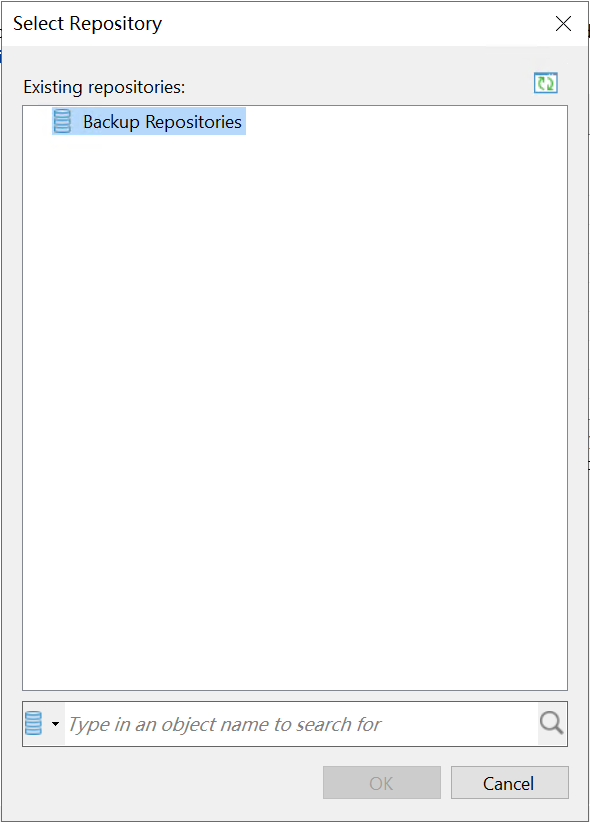 Select Repository
Existing repositories:
Backup Repositories
Type in an object name to search for
OK
Cancel